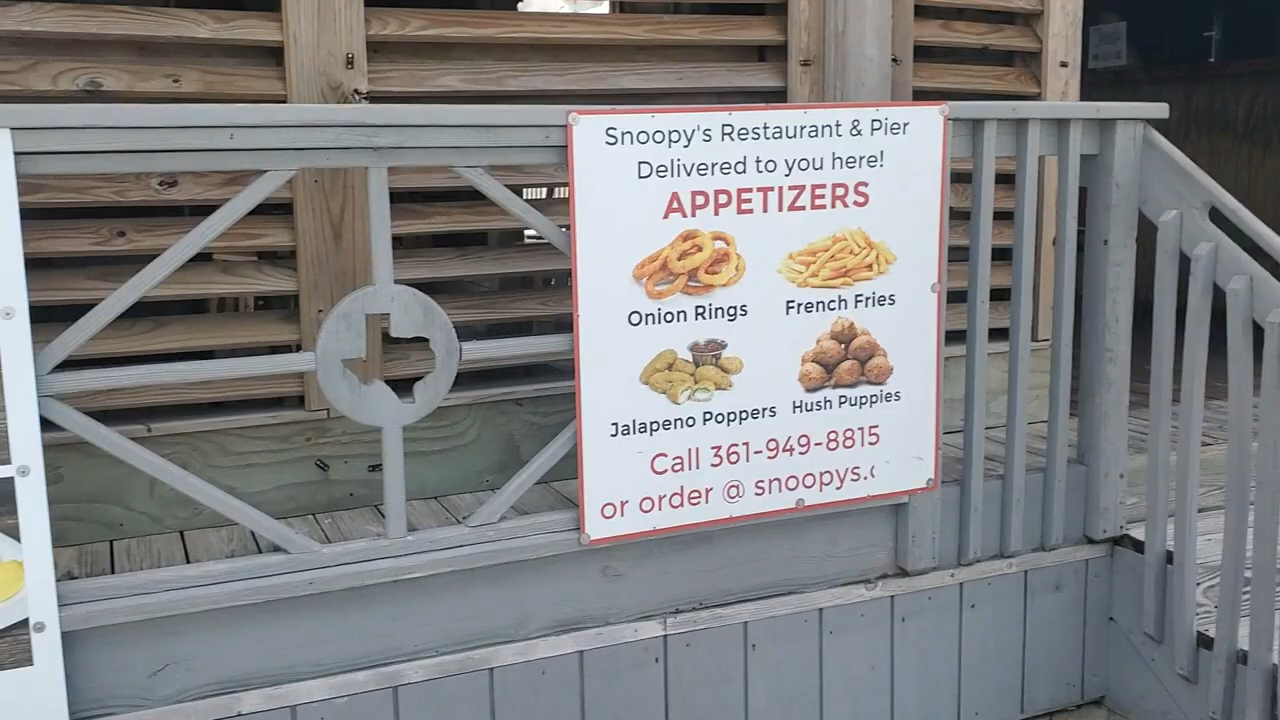 Snoopy's Restaurant & Pier
Delivered to you here!
APPETIZERS
Onion Rings
French Fries
Jalapeno Poppers
Hush Puppies
Call 361-949-8815
or order @ snoopys.